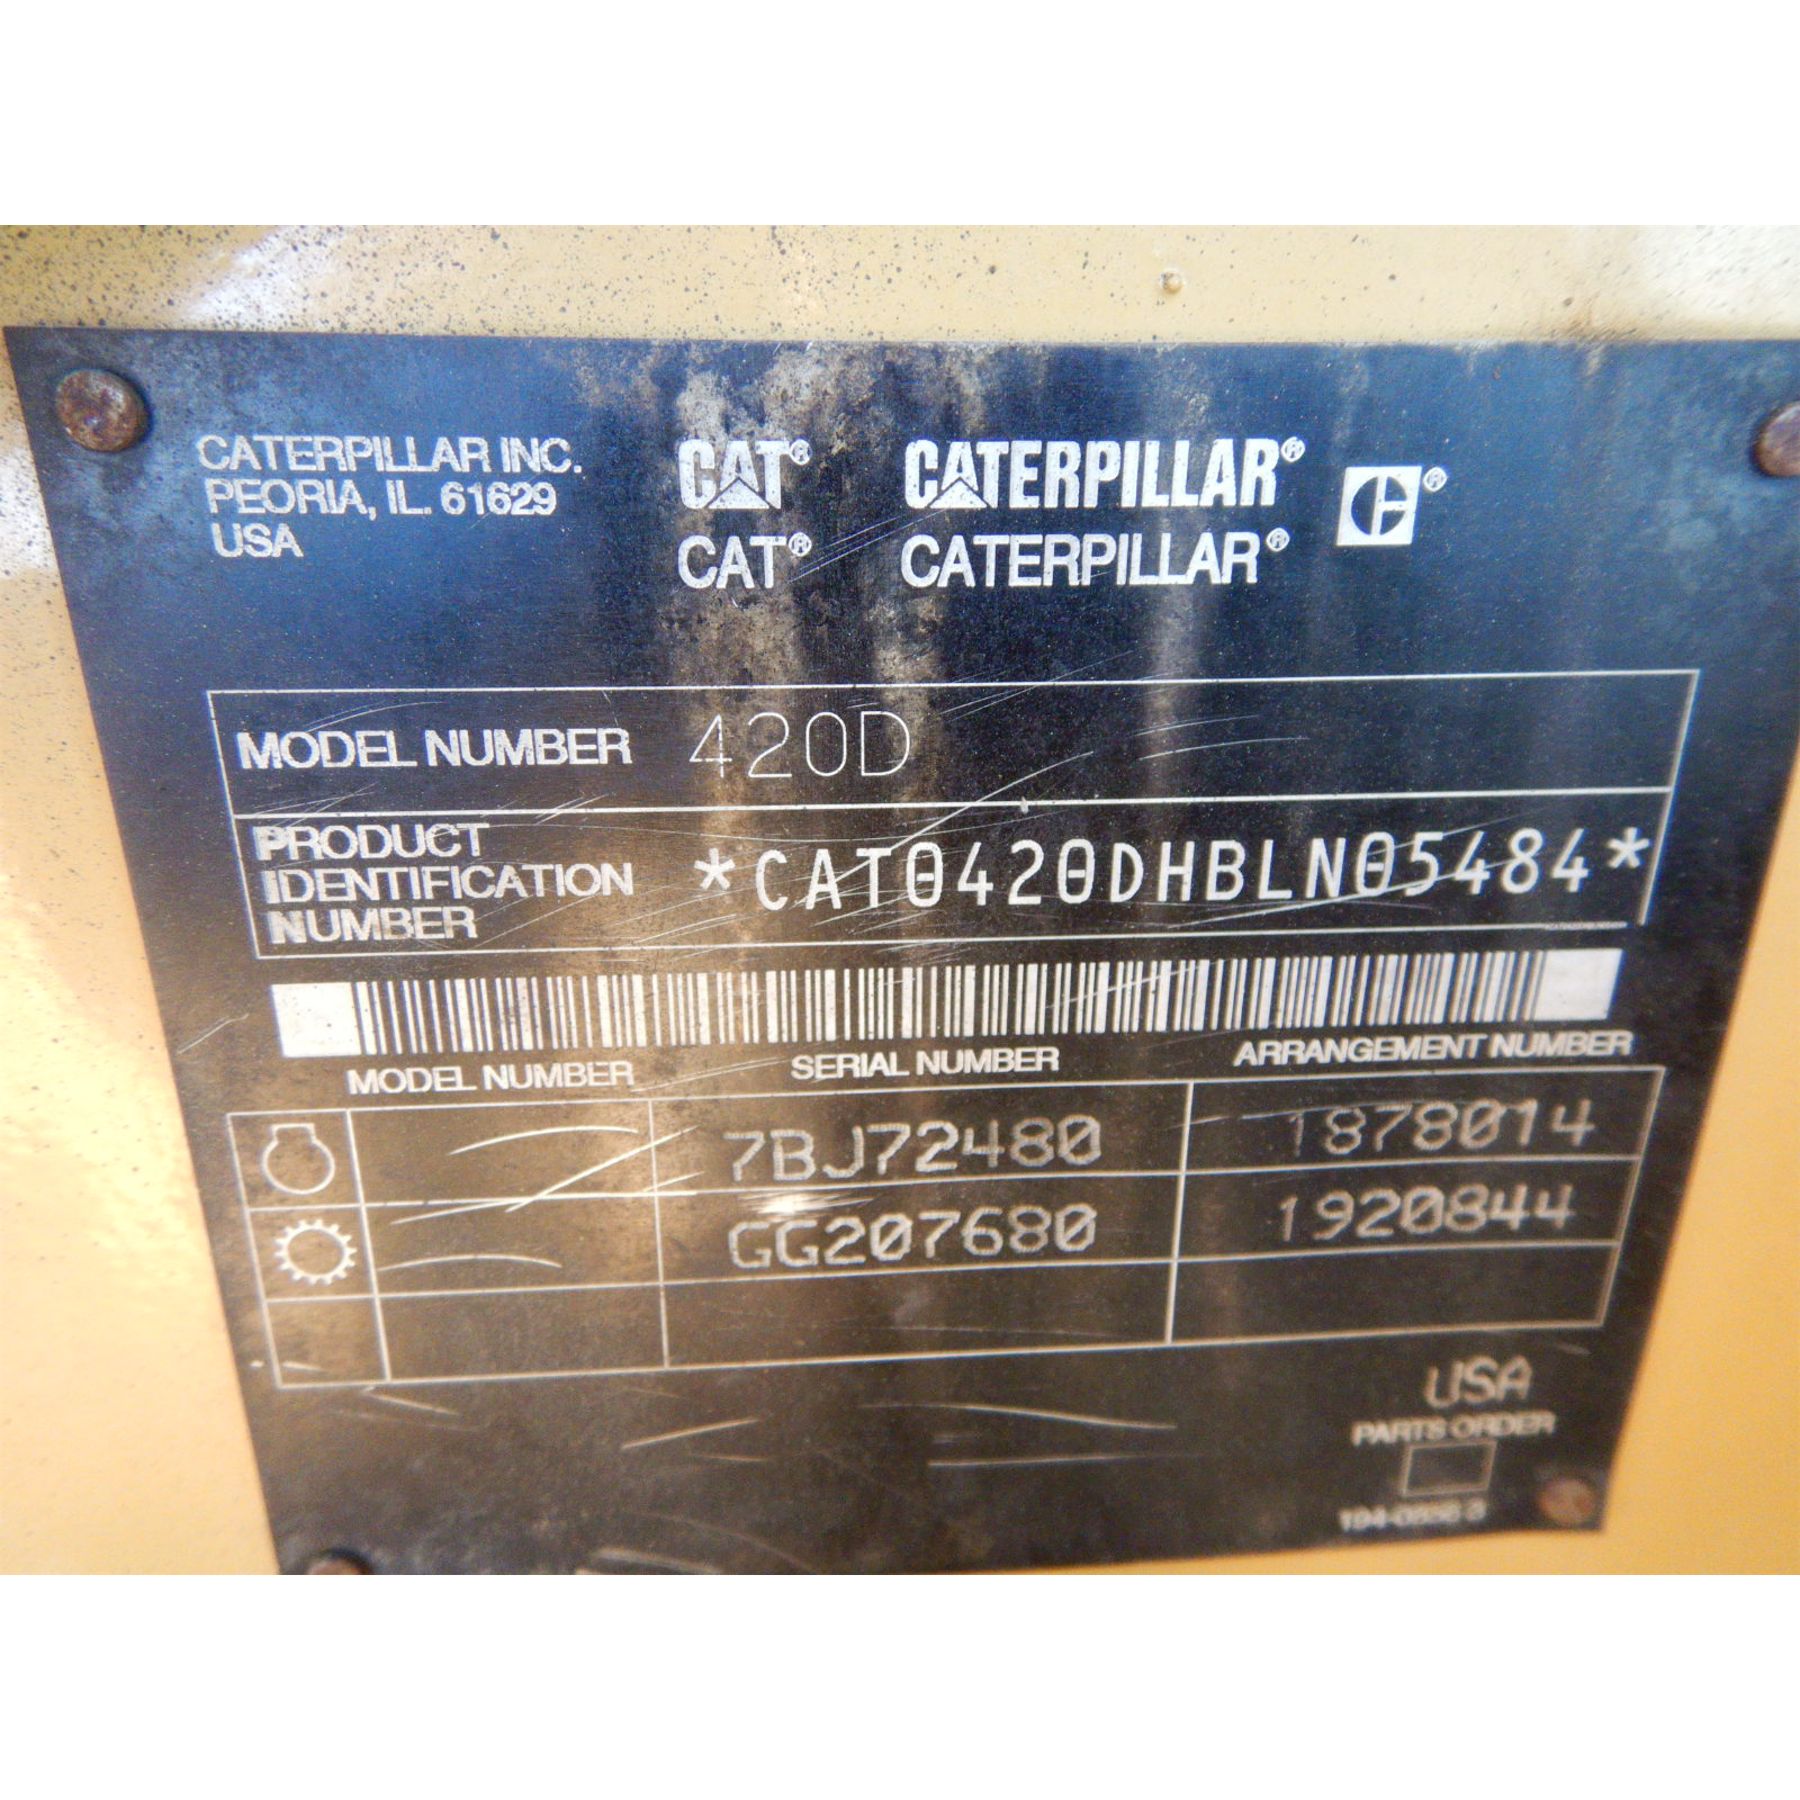 CATERPILLAR INC. CAT® CATERPILLAR®
PEORIA, IL. 61629
USA CAT® CATERPILLAR®
MODEL NUMBER 420D
PRODUCT
IDENTIFICATION *CAT0420DHBLN05484*
NUMBER
MODEL NUMBER SERIAL NUMBER ARRANGEMENT NUMBER
7BJ72480 1878014
GG207680 1920844
USA
PARTS ORDER